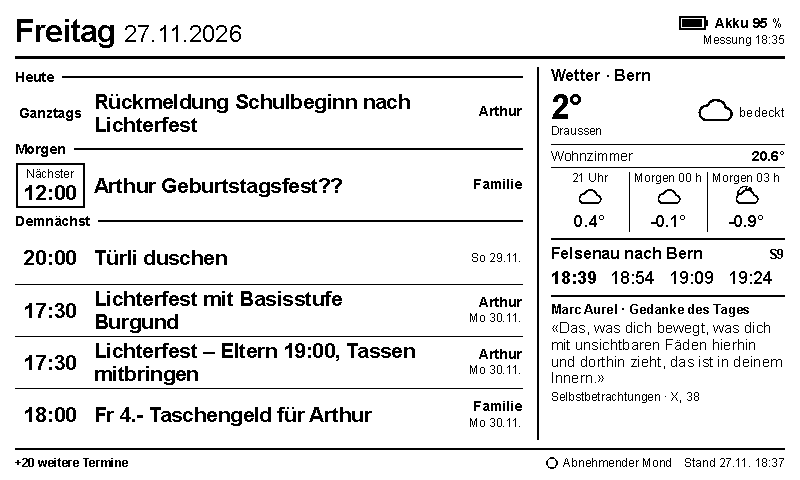 Freitag 27.11.2026
Akku 95 %
Messung 18:35
Heute
Ganztags
Rückmeldung Schulbeginn nach
Lichterfest
Arthur
Morgen
Nächster
12:00
Arthur Geburtstagsfest??
Familie
Demnächst
20:00
Türli duschen
So 29.11.
17:30
Lichterfest mit Basisstufe
Burgund
Arthur
Mo 30.11.
17:30
Lichterfest – Eltern 19:00, Tassen
mitbringen
Arthur
Mo 30.11.
18:00
Fr 4.- Taschengeld für Arthur
Familie
Mo 30.11.
Wetter · Bern
2°
Draussen
bedeckt
Wohnzimmer 20.6°
21 Uhr
Morgen 00 h
Morgen 03 h
0.4°
-0.1°
-0.9°
Felsenau nach Bern S9
18:39 18:54 19:09 19:24
Marc Aurel · Gedanke des Tages
«Das, was dich bewegt, was dich
mit unsichtbaren Fäden hierhin
und dorthin zieht, das ist in deinem
Innern.»
Selbstbetrachtungen · X, 38
+20 weitere Termine
Abnehmender Mond
Stand 27.11. 18:37